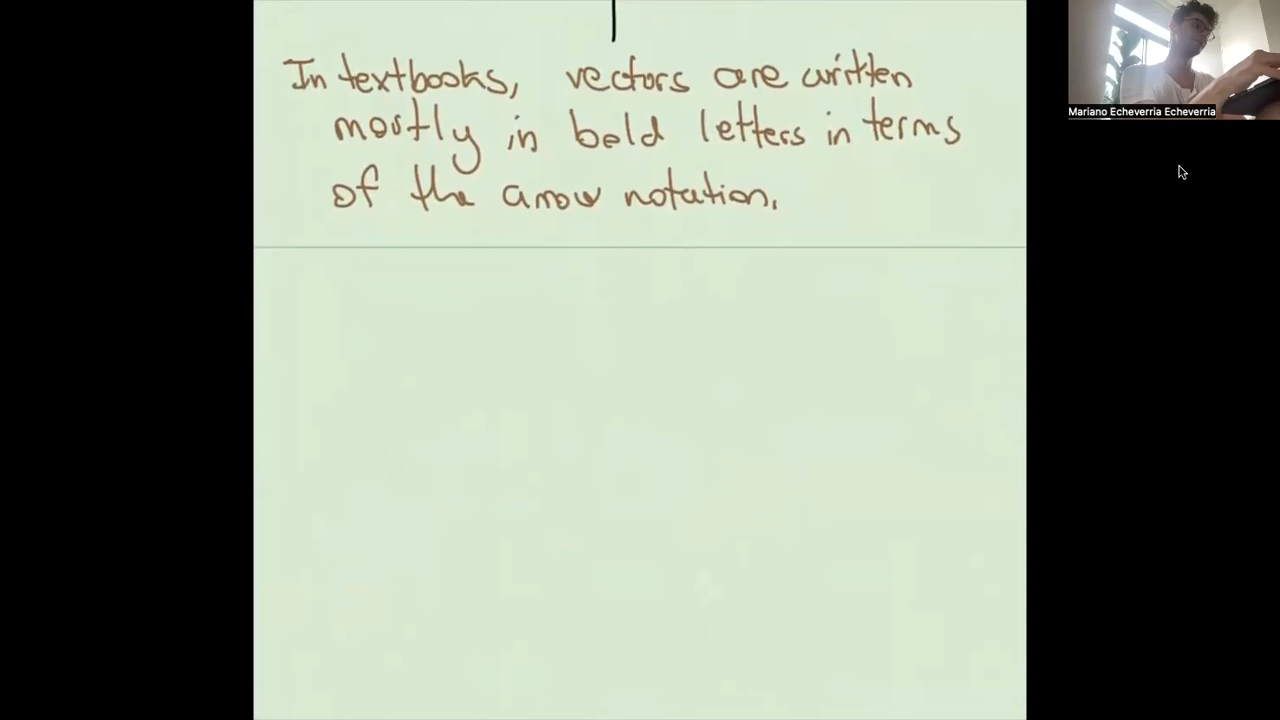 In textbooks, vectors are written
mostly in bold letters in terms
of the arrow notation.
Mariano Echeverria Echeverria